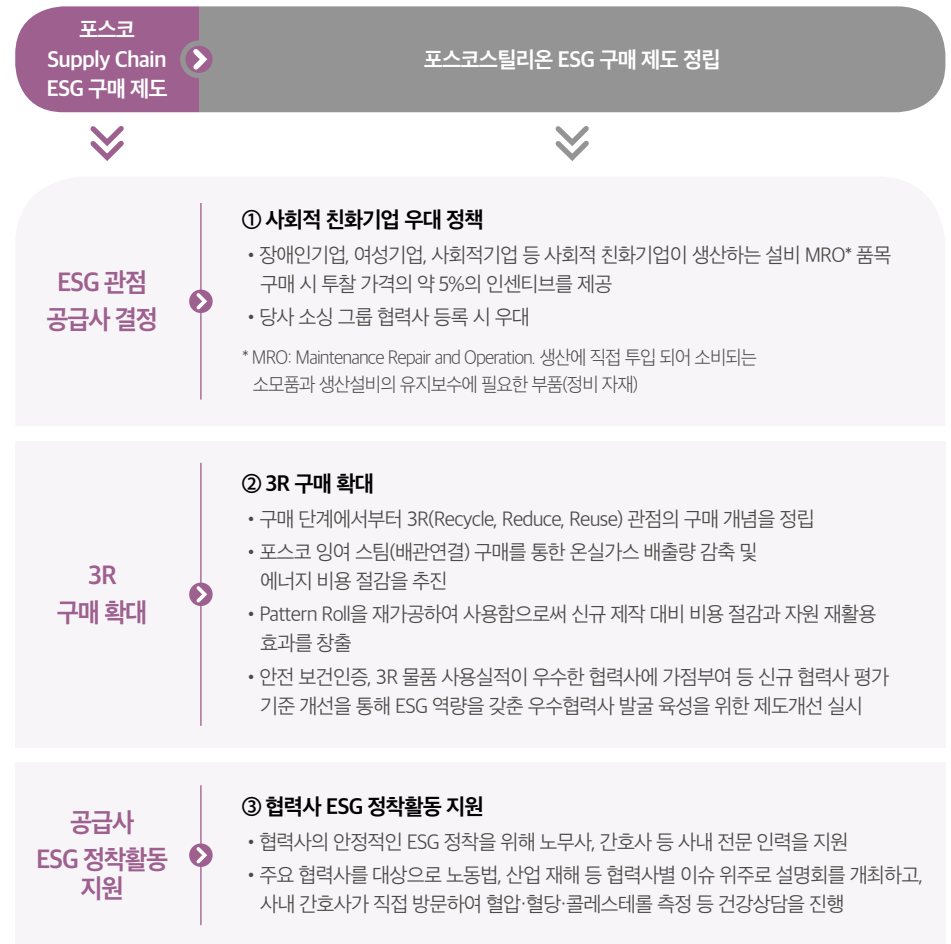 포스코
Supply Chain
ESG 구매 제도
포스코스틸리온 ESG 구매 제도 정립
ESG 관점
공급사 결정
① 사회적 친화기업 우대 정책
• 장애인기업, 여성기업, 사회적기업 등 사회적 친화기업이 생산하는 설비 MRO* 품목
구매 시 투찰 가격의 약 5%의 인센티브를 제공
• 당사 소싱 그룹 협력사 등록 시 우대
* MRO: Maintenance Repair and Operation. 생산에 직접 투입 되어 소비되는
소모품과 생산설비의 유지보수에 필요한 부품(정비 자재)
3R
구매 확대
② 3R 구매 확대
• 구매 단계에서부터 3R(Recycle, Reduce, Reuse) 관점의 구매 개념을 정립
• 포스코 잉여 스팀(배관연결) 구매를 통한 온실가스 배출량 감축 및
에너지 비용 절감을 추진
• Pattern Roll을 재가공하여 사용함으로써 신규 제작 대비 비용 절감과 자원 재활용
효과를 창출
• 안전 보건인증, 3R 물품 사용실적이 우수한 협력사에 가점부여 등 신규 협력사 평가
기준 개선을 통해 ESG 역량을 갖춘 우수협력사 발굴 육성을 위한 제도개선 실시
공급사
ESG 정착활동
지원
③ 협력사 ESG 정착활동 지원
• 협력사의 안정적인 ESG 정착을 위해 노무사, 간호사 등 사내 전문 인력을 지원
• 주요 협력사를 대상으로 노동법, 산업 재해 등 협력사별 이슈 위주로 설명회를 개최하고,
사내 간호사가 직접 방문하여 혈압·혈당·콜레스테롤 측정 등 건강상담을 진행